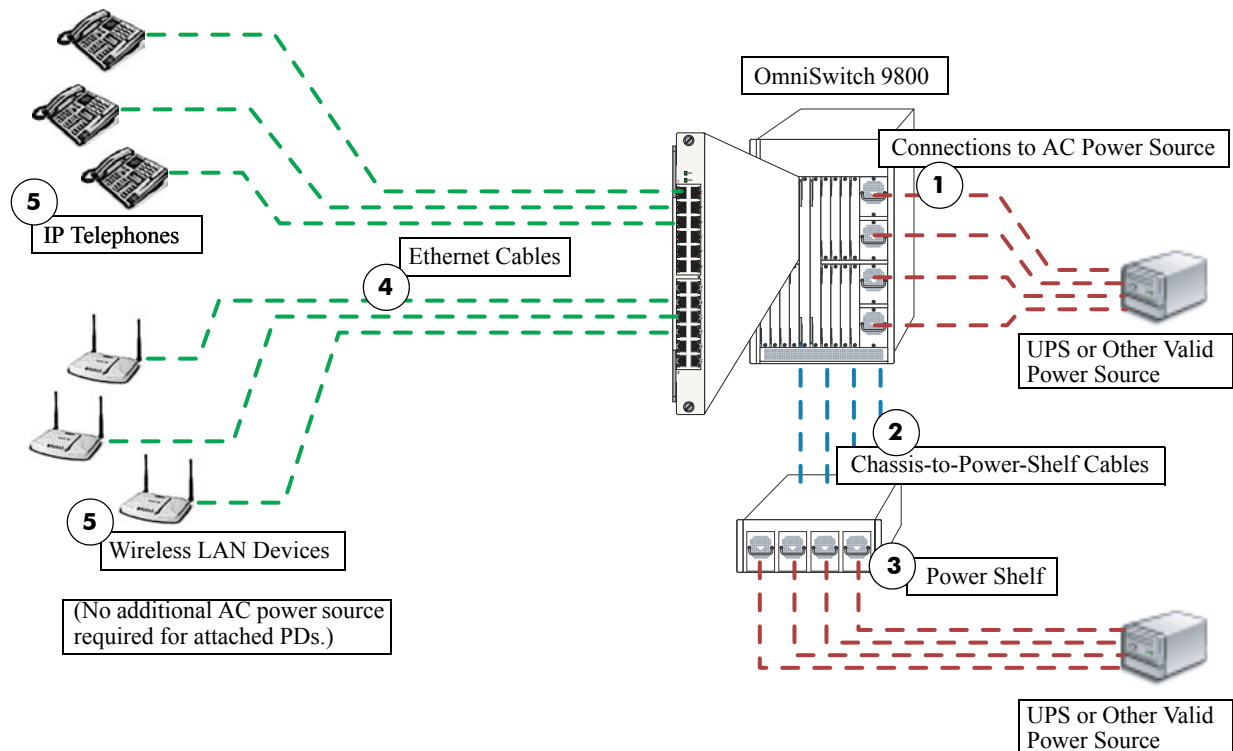 OmniSwitch 9800
Connections to AC Power Source
1
5
IP Telephones
Ethernet Cables
4
UPS or Other Valid
Power Source
2
Chassis-to-Power-Shelf Cables
5
Wireless LAN Devices
3
Power Shelf
(No additional AC power source
required for attached PDs.)
UPS or Other Valid
Power Source